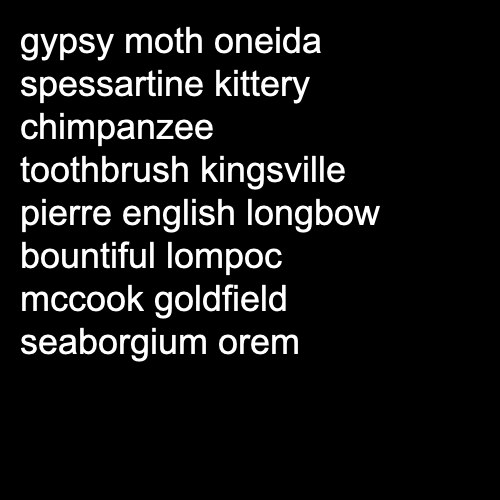 gypsy moth oneida
spessartine kittery
chimpanzee
toothbrush kingsville
pierre english longbow
bountiful lompoc
mccook goldfield
seaborgium orem